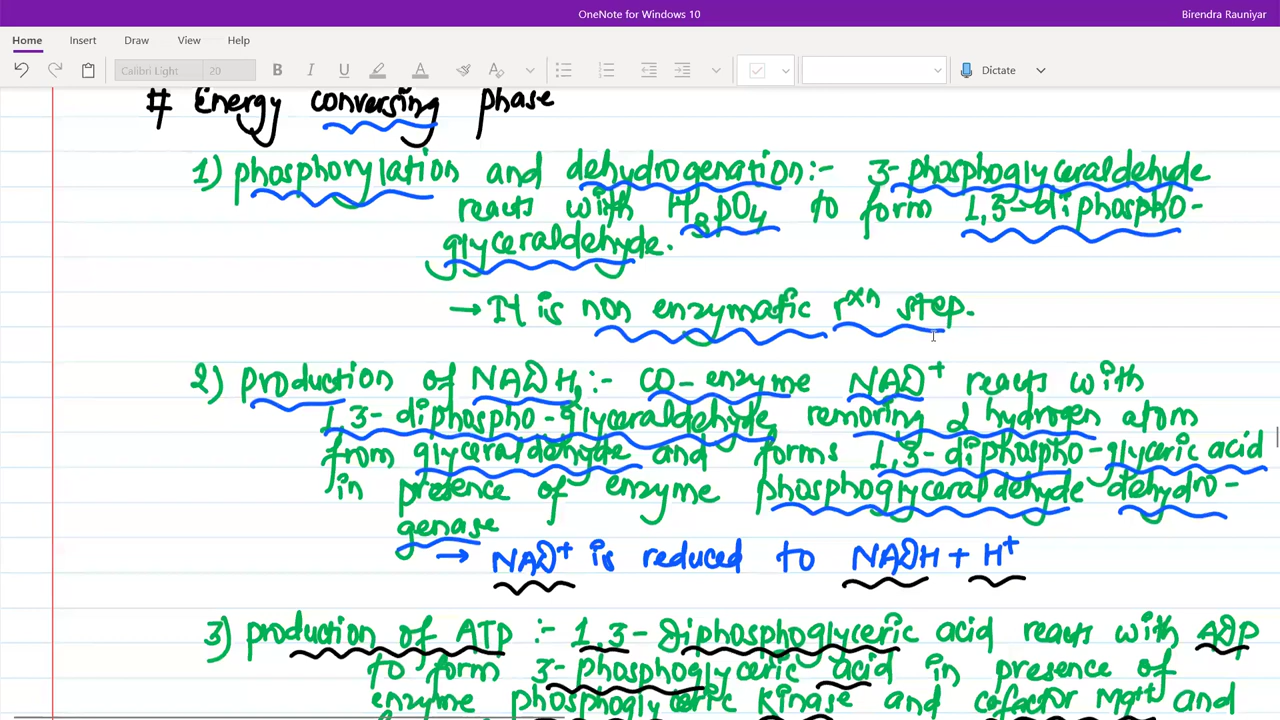 OneNote for Windows 10
Birendra Rauniyar
Home Insert Draw View Help
Calibri Light 20 B I U A Dictate
# Energy conversing phase
1) phosphorylation and dehydrogenation:- 3-phosphoglyceraldehyde
reacts with H3PO4 to form 1,3-diphospho-
glyceraldehyde.
→ It is non enzymatic rxn step.
2) production of NADH2:- co-enzyme NAD+ reacts with
1,3-diphospho-glyceraldehyde, removing 2 hydrogen atom
from glyceraldehyde and forms 1,3-diphospho-glyceric acid
in presence of enzyme phosphoglyceraldehyde dehydro-
genase
→ NAD+ is reduced to NADH + H+
3) production of ATP :- 1,3-Diphosphoglyceric acid reacts with ADP
to form 3-phosphoglyceric acid in presence of
enzyme phosphoglyceric kinase and cofactor Mg++ and